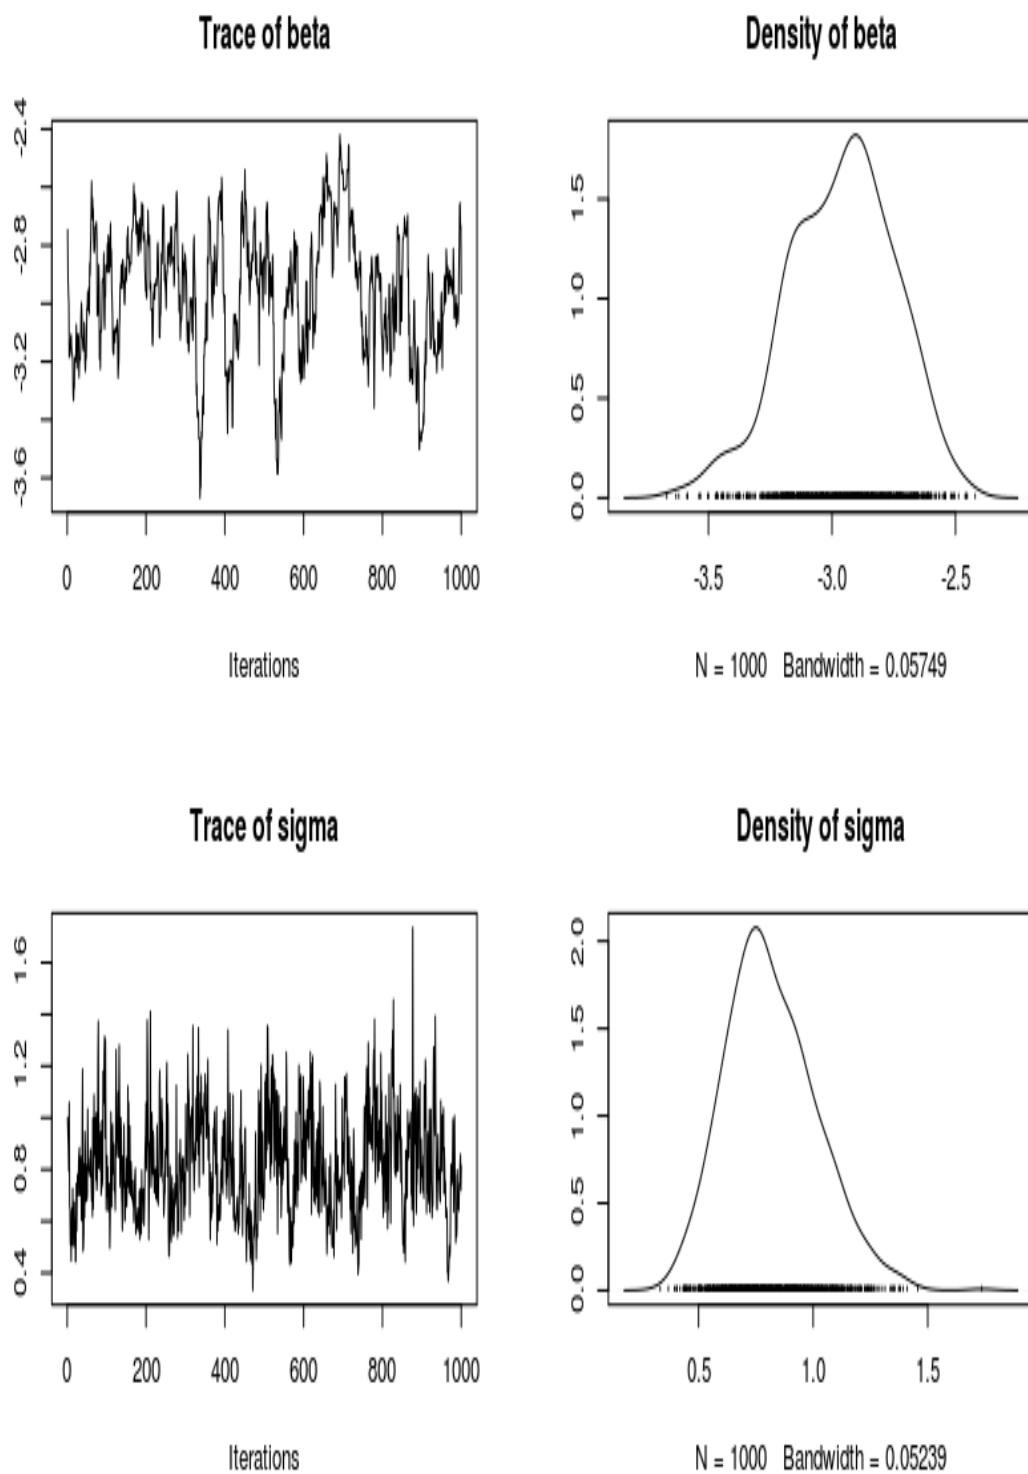 Trace of beta
Density of beta
-2.4
-2.8
-3.2
-3.6
0 200 400 600 800 1000
Iterations
1.5
1.0
0.5
0.0
-3.5 -3.0 -2.5
N = 1000 Bandwidth = 0.05749
Trace of sigma
Density of sigma
1.6
1.2
0.8
0.4
0 200 400 600 800 1000
Iterations
2.0
1.5
1.0
0.5
0.0
0.5 1.0 1.5
N = 1000 Bandwidth = 0.05239